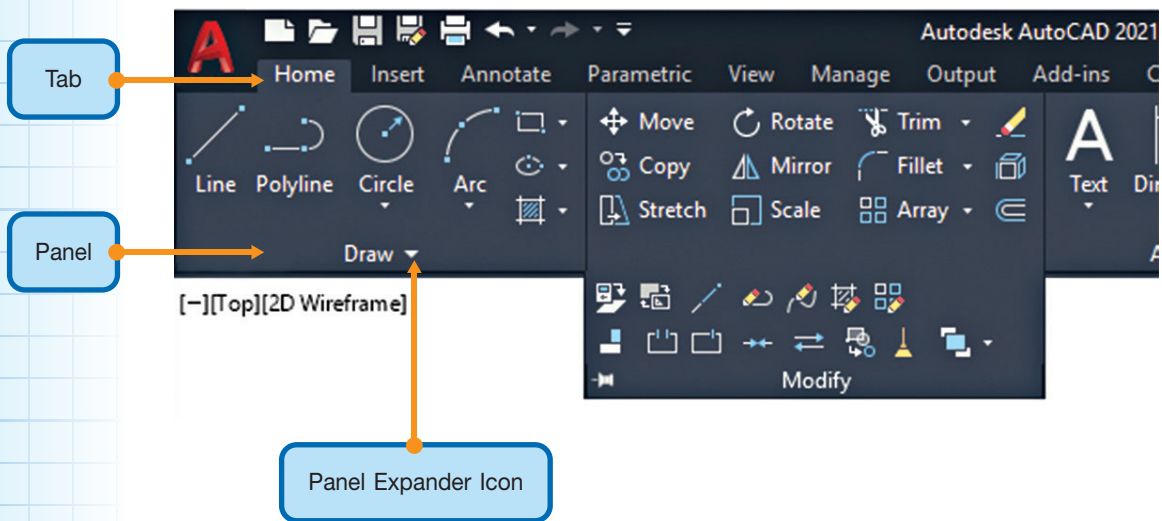 Autodesk AutoCAD 2021
Tab
Home Insert Annotate Parametric View Manage Output Add-ins C
Move Rotate Trim
Line Polyline Circle Arc
Copy Mirror Fillet
Text Dir
Stretch Scale Array
Panel
Draw
[−][Top][2D Wireframe]
Modify
Panel Expander Icon